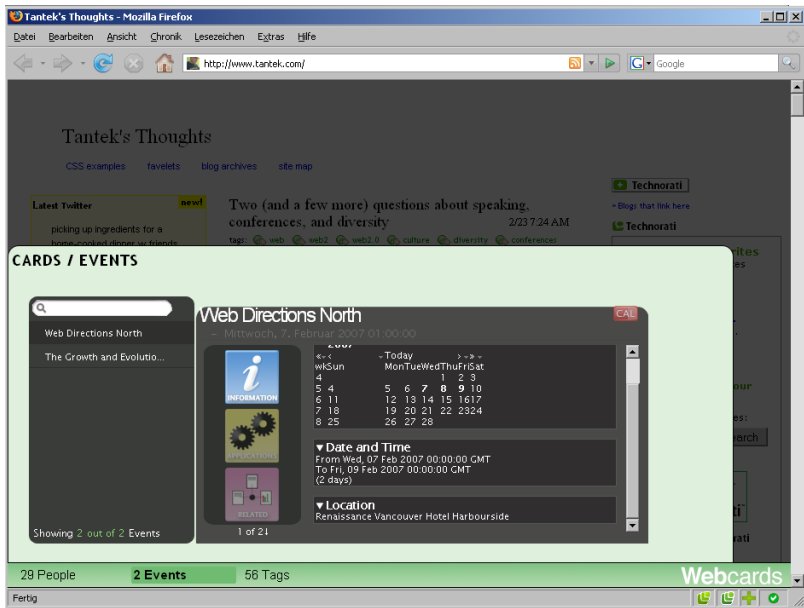 Tantek's Thoughts - Mozilla Firefox
Datei Bearbeiten Ansicht Chronik Lesezeichen Extras Hilfe
http://www.tantek.com/
G Google
Tantek's Thoughts
CSS examples favelets blog archives site map
Technorati
Blogs that link here
Technorati
Latest Twitter new!
picking up ingredients for a
home-cooked dinner w friends
Two (and a few more) questions about speaking,
conferences, and diversity 2/23 7:24 AM
tags: web web2 web2.0 culture diversity conferences
CARDS / EVENTS
Web Directions North
The Growth and Evolutio...
Showing 2 out of 2 Events
Web Directions North CAL
– Mittwoch, 7. Februar 2007 01:00:00
INFORMATION
APPLICATIONS
RELATED
1 of 2↓
2007
«-‹ -Today ›-»-
wkSun MonTueWedThuFriSat
4 1 2 3
5 4 5 6 7 8 9 10
6 11 12 13 14 15 1617
7 18 19 20 21 22 2324
8 25 26 27 28
▼Date and Time
From Wed, 07 Feb 2007 00:00:00 GMT
To Fri, 09 Feb 2007 00:00:00 GMT
(2 days)
▼Location
Renaissance Vancouver Hotel Harbourside
29 People 2 Events 56 Tags
Webcards
Fertig